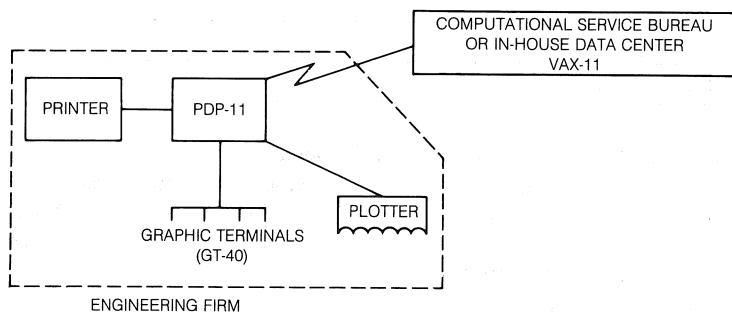 COMPUTATIONAL SERVICE BUREAU
OR IN-HOUSE DATA CENTER
VAX-11
PRINTER
PDP-11
PLOTTER
GRAPHIC TERMINALS
(GT-40)
ENGINEERING FIRM